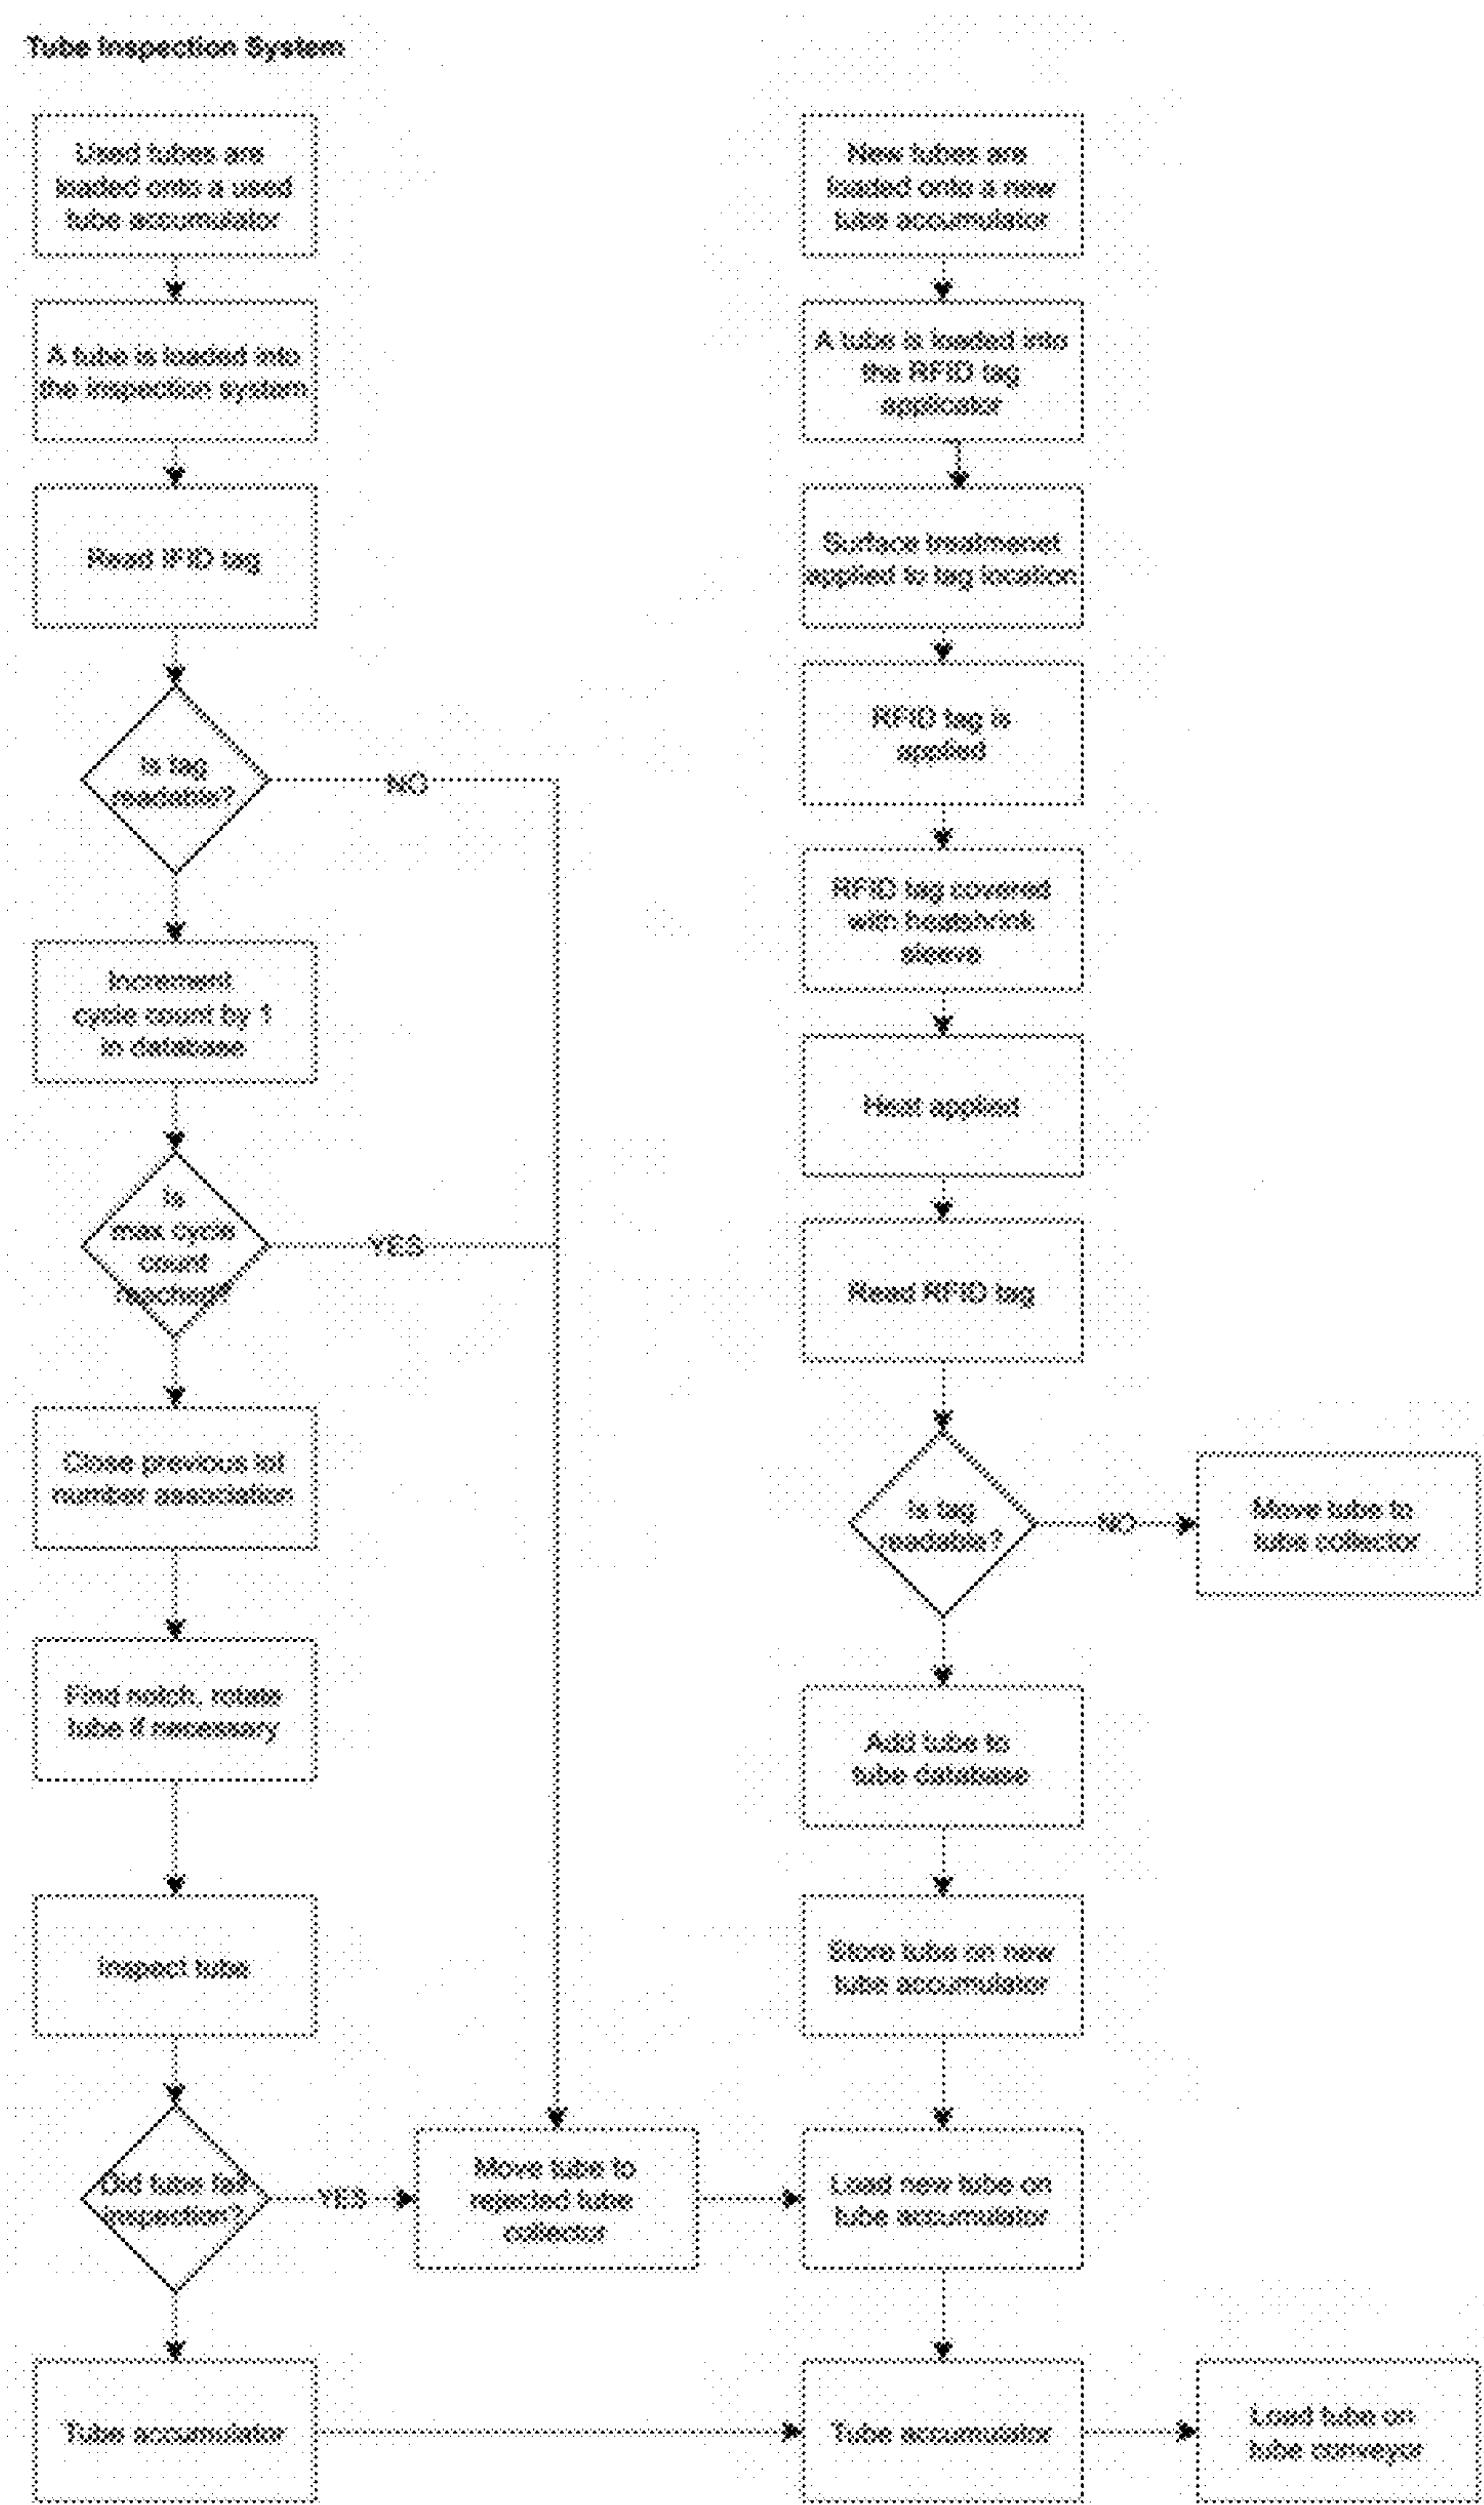 Tube Inspection System
Used tubes are
loaded onto a used
tube accumulator
A tube is loaded into
the inspection system
Read IFID tag
Is tag
readable?
NO
Increment
cycle count by 1
in database
Is
max cycle
count
reached?
YES
Close previous lot
number association
Find notch, rotate
tube if necessary
Inspect tube
Did tube fail
inspection?
YES
Move tube to
rejected tube
collector
Tube accumulator
New tubes are
loaded onto a new
tube accumulator
A tube is loaded into
the RFID tag
applicator
Surface treatmenet
applied to tag location
RFID tag is
applied
RFID tag covered
with heatshrink
sleeve
Heat applied
Read RFID tag
Is tag
readable?
NO
Move tube to
tube collector
Add tube to
tube database
Store tube on new
tube accumulator
Load new tube on
tube accumulator
Tube accumulator
Load tube on
tube conveyor